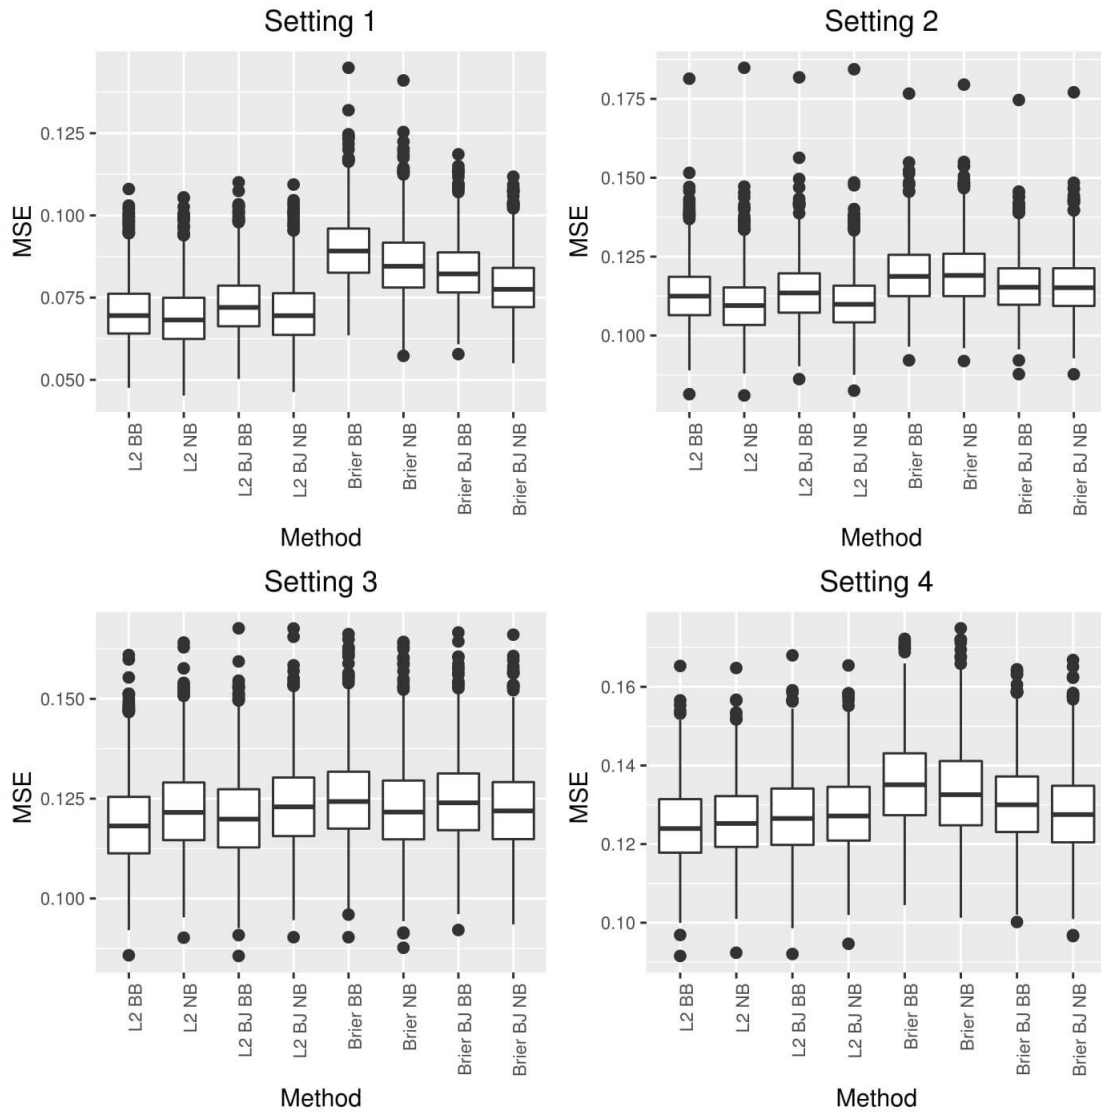 Setting 1
MSE
0.125
0.100
0.075
0.050
L2 BB
L2 NB
L2 BJ BB
L2 BJ NB
Brier BB
Brier NB
Brier BJ BB
Brier BJ NB
Method
Setting 2
MSE
0.175
0.150
0.125
0.100
L2 BB
L2 NB
L2 BJ BB
L2 BJ NB
Brier BB
Brier NB
Brier BJ BB
Brier BJ NB
Method
Setting 3
MSE
0.150
0.125
0.100
L2 BB
L2 NB
L2 BJ BB
L2 BJ NB
Brier BB
Brier NB
Brier BJ BB
Brier BJ NB
Method
Setting 4
MSE
0.16
0.14
0.12
0.10
L2 BB
L2 NB
L2 BJ BB
L2 BJ NB
Brier BB
Brier NB
Brier BJ BB
Brier BJ NB
Method